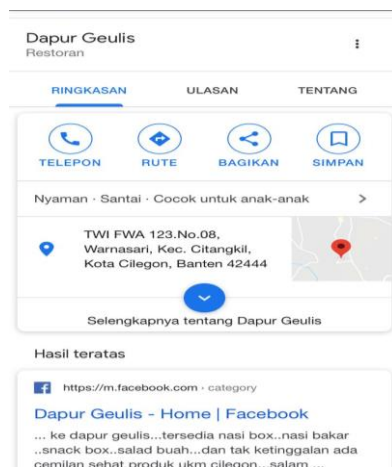 Dapur Geulis
Restoran
RINGKASAN ULASAN TENTANG
TELEPON RUTE BAGIKAN SIMPAN
Nyaman · Santai · Cocok untuk anak-anak
TWI FWA 123.No.08,
Warnasari, Kec. Citangkil,
Kota Cilegon, Banten 42444
Selengkapnya tentang Dapur Geulis
Hasil teratas
https://m.facebook.com · category
Dapur Geulis - Home | Facebook
... ke dapur geulis...tersedia nasi box..nasi bakar
..snack box..salad buah...dan tak ketinggalan ada
cemilan sehat produk ukm cilegon...salam ...